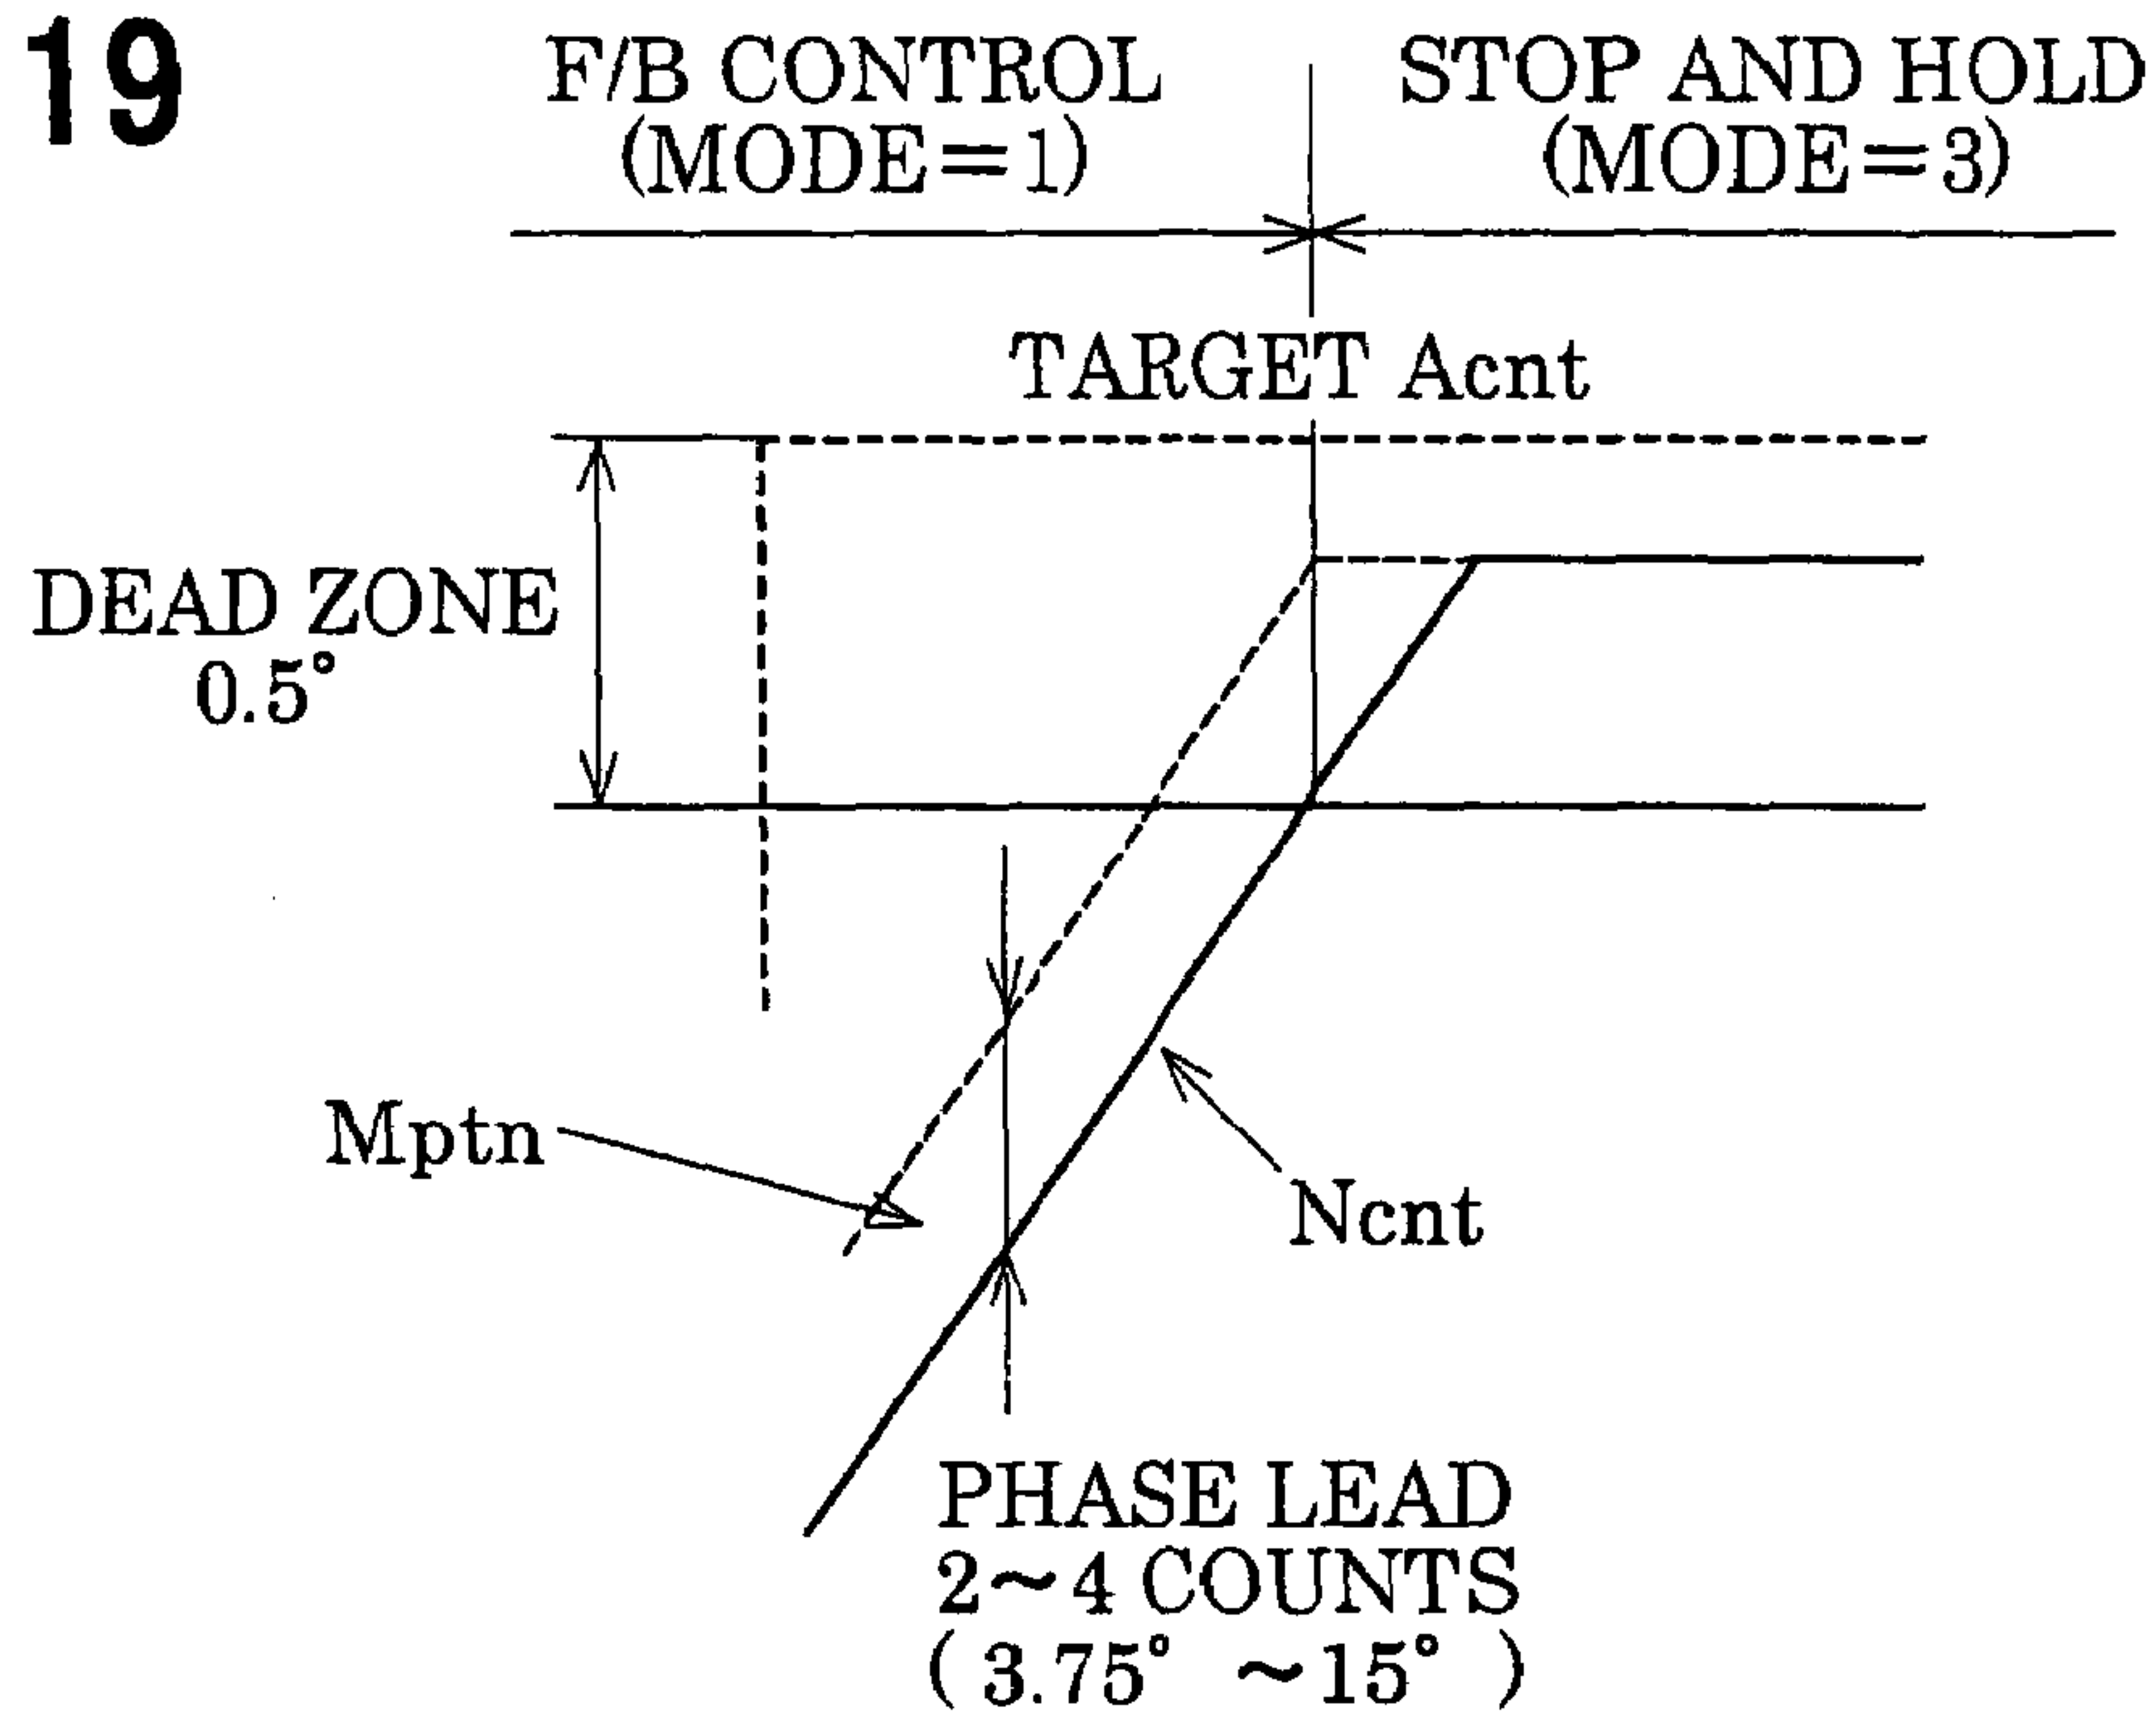 19
F/B CONTROL
(MODE=1)
STOP AND HOLD
(MODE=3)
TARGET Acnt
DEAD ZONE
0.5°
Mptn
Ncnt
PHASE LEAD
2~4 COUNTS
(3.75° ~15° )